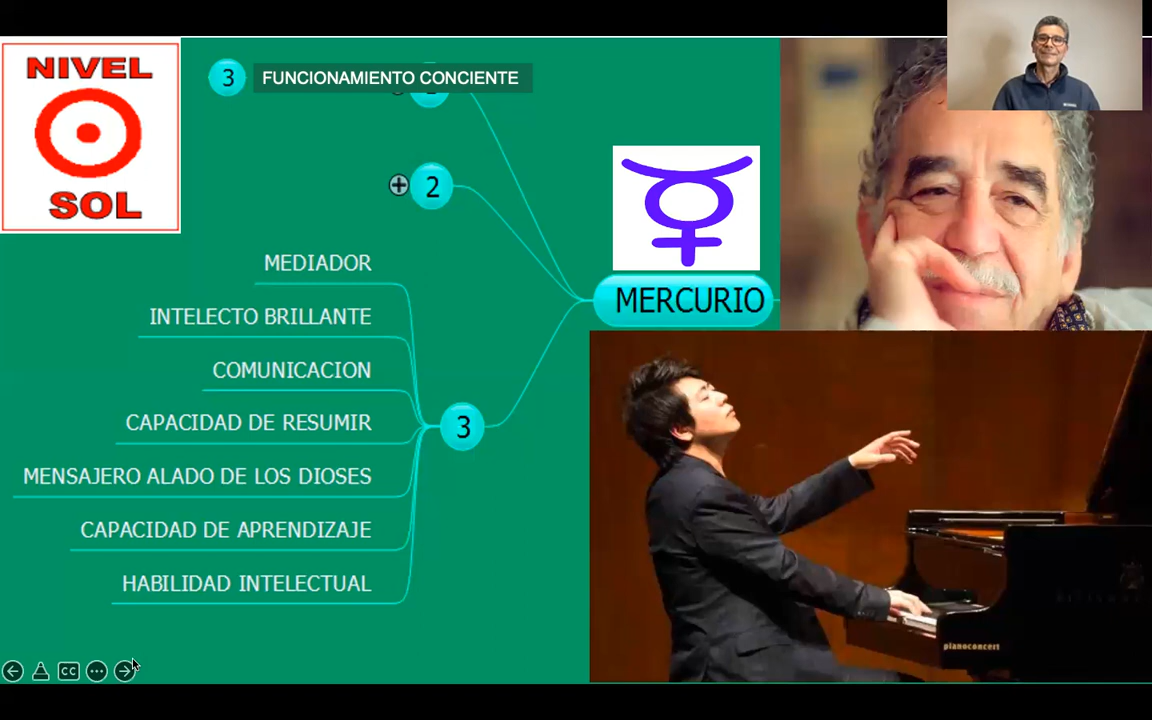 NIVEL
SOL
3
FUNCIONAMIENTO CONCIENTE
2
MERCURIO
3
MEDIADOR
INTELECTO BRILLANTE
COMUNICACION
CAPACIDAD DE RESUMIR
MENSAJERO ALADO DE LOS DIOSES
CAPACIDAD DE APRENDIZAJE
HABILIDAD INTELECTUAL
pianoconcert
CC